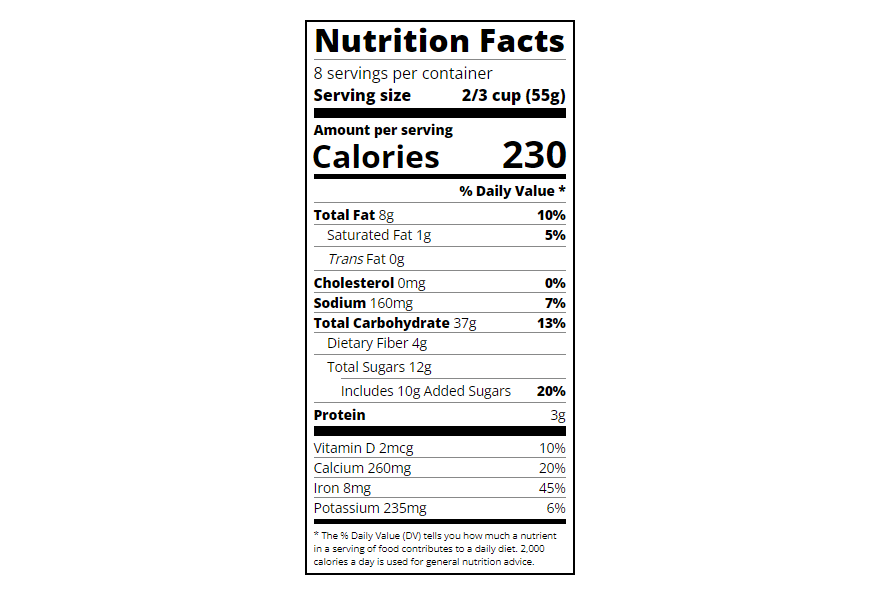 Nutrition Facts
8 servings per container
Serving size 2/3 cup (55g)
Amount per serving
Calories 230
% Daily Value *
Total Fat 8g 10%
Saturated Fat 1g 5%
Trans Fat 0g
Cholesterol 0mg 0%
Sodium 160mg 7%
Total Carbohydrate 37g 13%
Dietary Fiber 4g
Total Sugars 12g
Includes 10g Added Sugars 20%
Protein 3g
Vitamin D 2mcg 10%
Calcium 260mg 20%
Iron 8mg 45%
Potassium 235mg 6%
* The % Daily Value (DV) tells you how much a nutrient
in a serving of food contributes to a daily diet. 2,000
calories a day is used for general nutrition advice.